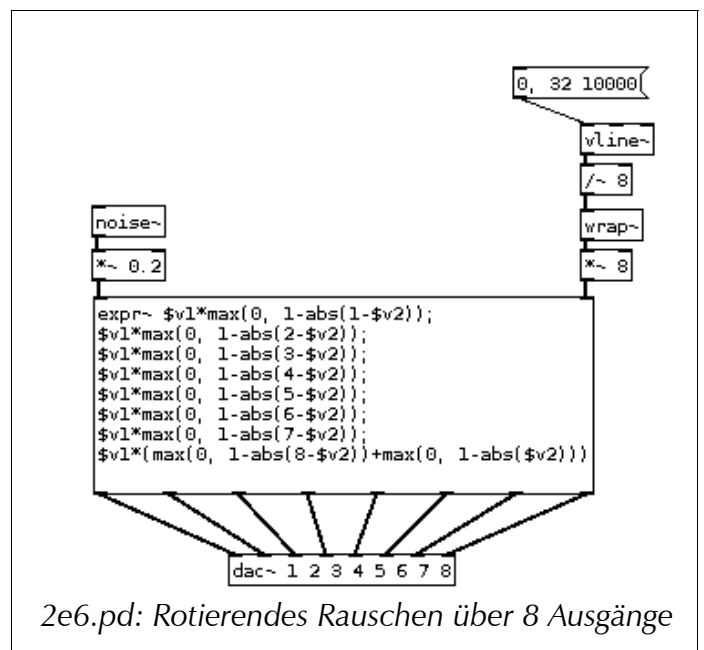 0, 32 10000
vline~
/~ 8
noise~
wrap~
*~ 0.2
*~ 8
expr~ $v1*max(0, 1-abs(1-$v2));
$v1*max(0, 1-abs(2-$v2));
$v1*max(0, 1-abs(3-$v2));
$v1*max(0, 1-abs(4-$v2));
$v1*max(0, 1-abs(5-$v2));
$v1*max(0, 1-abs(6-$v2));
$v1*max(0, 1-abs(7-$v2));
$v1*(max(0, 1-abs(8-$v2))+max(0, 1-abs($v2)))
dac~ 1 2 3 4 5 6 7 8
2e6.pd: Rotierendes Rauschen über 8 Ausgänge